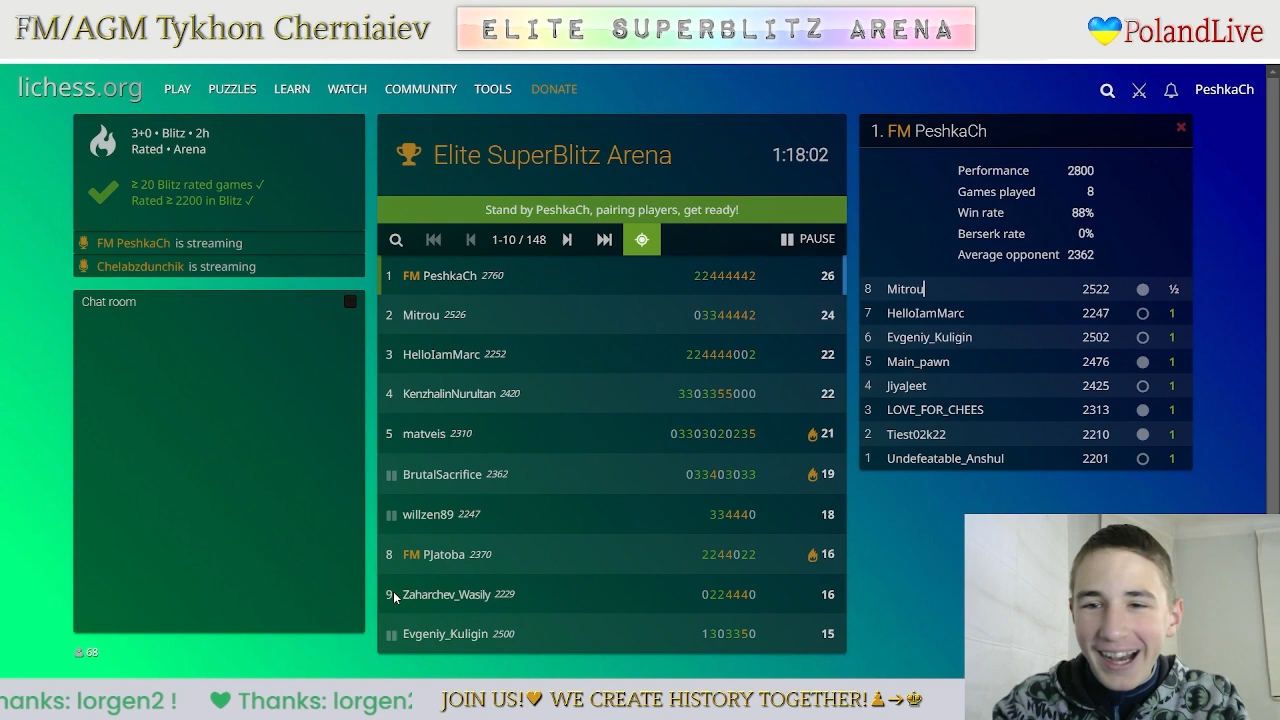 FM/AGM Tykhon Cherniaiev
ELITE SUPERBLITZ ARENA
PolandLive
lichess.org PLAY PUZZLES LEARN WATCH COMMUNITY TOOLS DONATE PeshkaCh
3+0 • Blitz • 2h
Rated • Arena
≥ 20 Blitz rated games ✓
Rated ≥ 2200 in Blitz ✓
FM PeshkaCh is streaming
Chelabzdunchik is streaming
Chat room
68
Elite SuperBlitz Arena 1:18:02
Stand by PeshkaCh, pairing players, get ready!
1-10 / 148 PAUSE
1 FM PeshkaCh 2760 22444442 26
2 Mitrou 2526 03344442 24
3 HelloIamMarc 2252 224444002 22
4 KenzhalinNurultan 2420 3303355000 22
5 matveis 2310 03303020235 21
BrutalSacrifice 2362 033403033 19
willzen89 2247 334440 18
8 FM PJatoba 2370 2244022 16
9 Zaharchev_Wasily 2229 0224440 16
Evgeniy_Kuligin 2500 1303350 15
1. FM PeshkaCh
Performance 2800
Games played 8
Win rate 88%
Berserk rate 0%
Average opponent 2362
8 Mitrou 2522 ½
7 HelloIamMarc 2247 1
6 Evgeniy_Kuligin 2502 1
5 Main_pawn 2476 1
4 JiyaJeet 2425 1
3 LOVE_FOR_CHEES 2313 1
2 Tiest02k22 2210 1
1 Undefeatable_Anshul 2201 1
hanks: lorgen2 ! Thanks: lorgen2
JOIN US!🧡 WE CREATE HISTORY TOGETHER!♟→♚